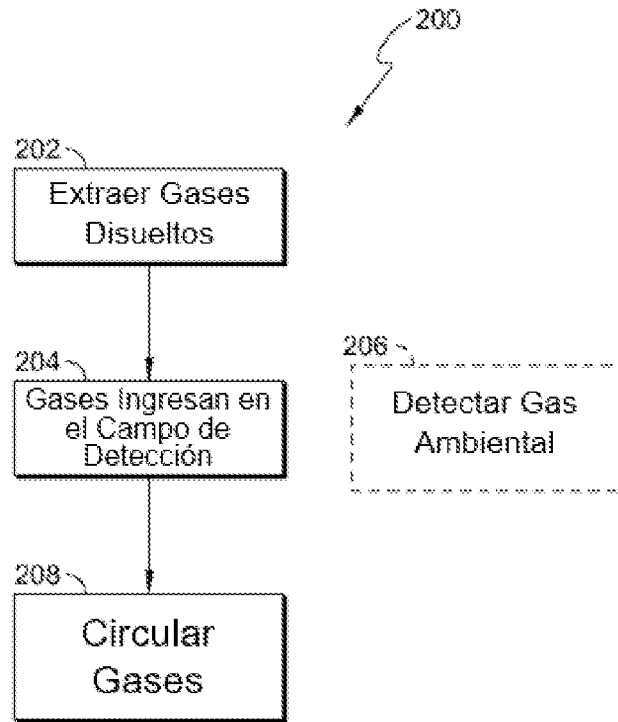 200
202
Extraer Gases
Disueltos
204
Gases Ingresan en
el Campo de
Detección
206
Detectar Gas
Ambiental
208
Circular
Gases